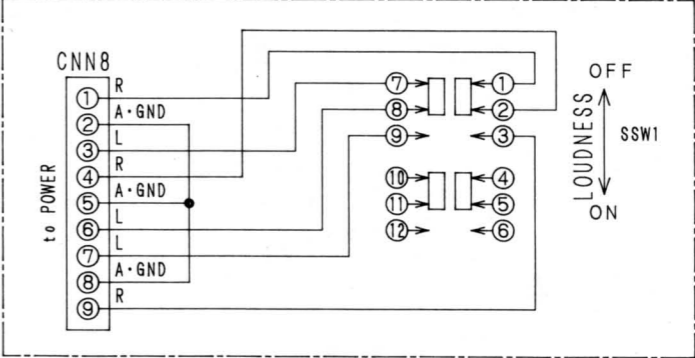 CNN8
to POWER
① R
② A·GND
③ L
④ R
⑤ A·GND
⑥ L
⑦ L
⑧ A·GND
⑨ R
⑦ ①
⑧ ②
⑨ ③
⑩ ④
⑪ ⑤
⑫ ⑥
OFF
LOUDNESS
SSW1
ON